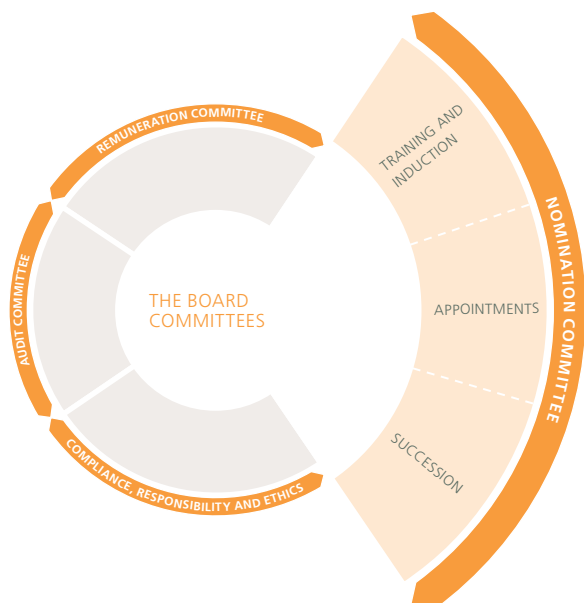 REMUNERATION COMMITTEE
AUDIT COMMITTEE
THE BOARD
COMMITTEES
COMPLIANCE, RESPONSIBILITY AND ETHICS
TRAINING AND
INDUCTION
APPOINTMENTS
SUCCESSION
NOMINATION COMMITTEE